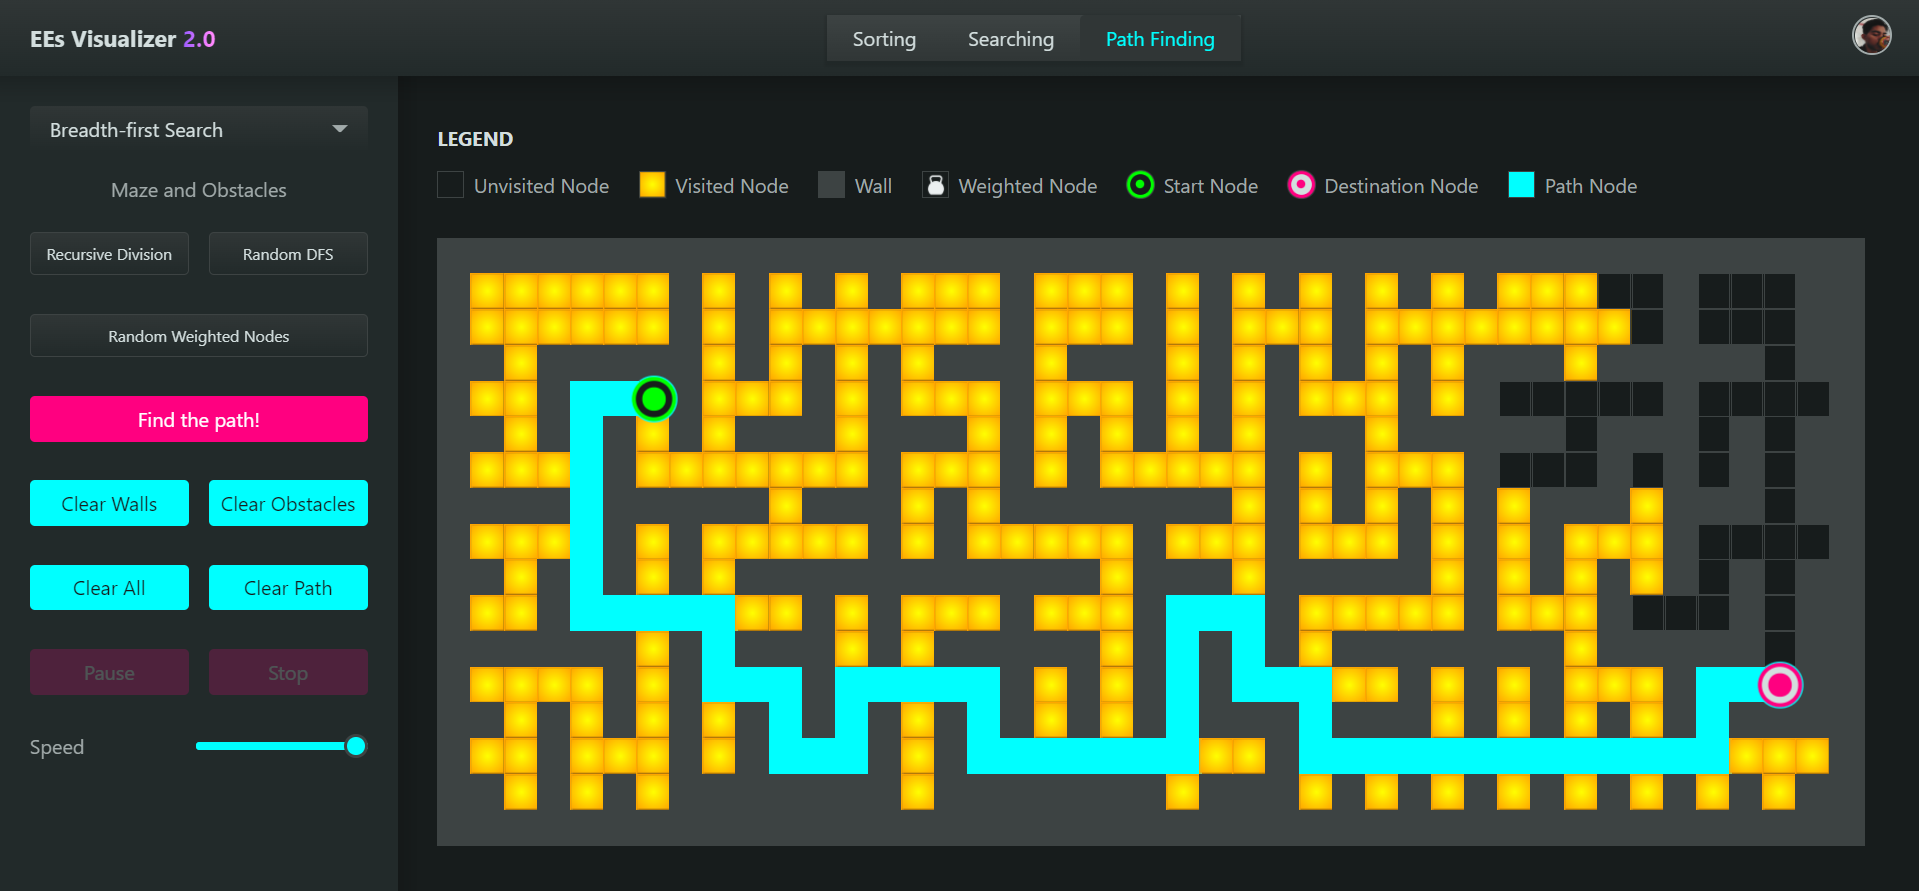 EEs Visualizer 2.0
Sorting
Searching
Path Finding
Breadth-first Search
Maze and Obstacles
Recursive Division
Random DFS
Random Weighted Nodes
Find the path!
Clear Walls
Clear Obstacles
Clear All
Clear Path
Pause
Stop
Speed
LEGEND
Unvisited Node
Visited Node
Wall
Weighted Node
Start Node
Destination Node
Path Node